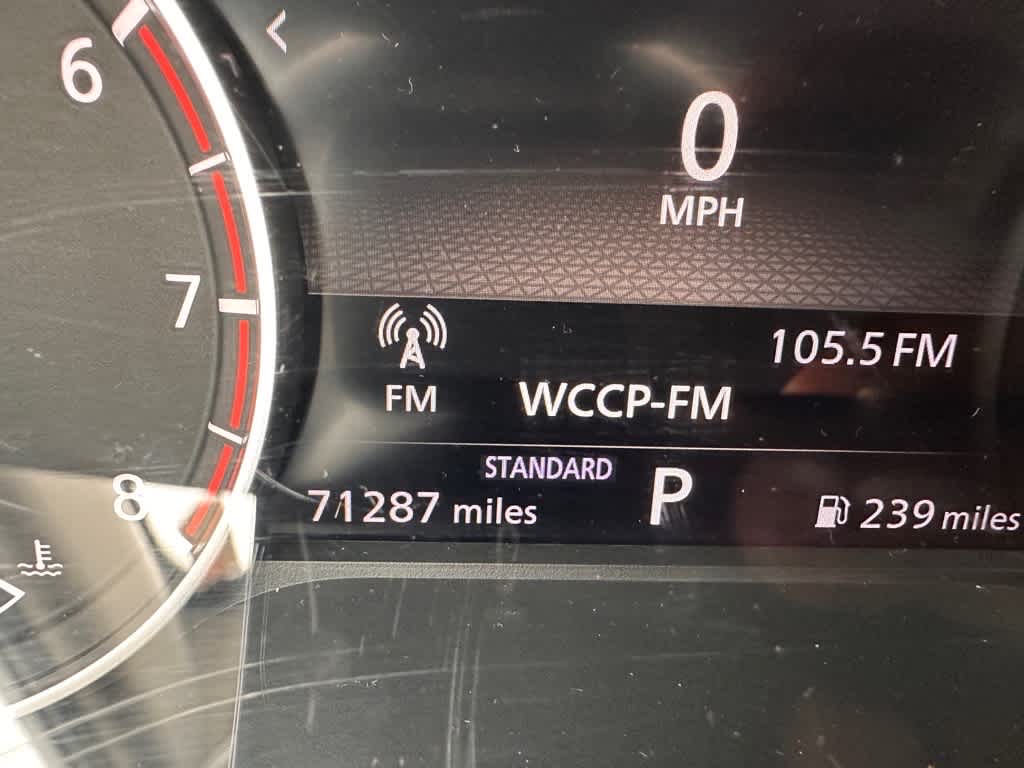 6
7
8
0
MPH
FM
105.5 FM
WCCP-FM
STANDARD
71287 miles
P
239 miles